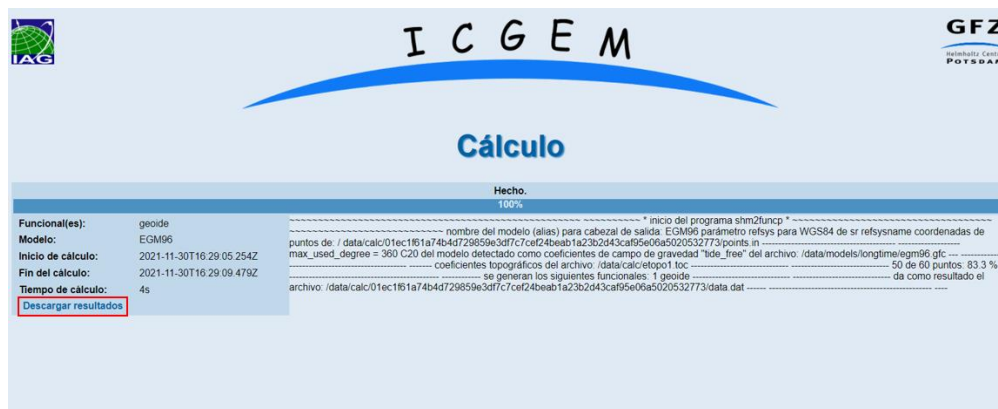 IAG
ICGEM
GFZ
Helmholtz Cent
POTSDAM
Cálculo
Hecho.
100%
Funcional(es): geoide
Modelo: EGM96
Inicio de cálculo: 2021-11-30T16:29:05.254Z
Fin del cálculo: 2021-11-30T16:29:09.479Z
Tiempo de cálculo: 4s
Descargar resultados
~~~~~~~~~~~~~~~~~~~~~~~~~~~~~~~~~~~~~~~~~~~~~~~~~~ ~~~~~~~~~~ * inicio del programa shm2funcp * ~~~~~~~~~~~~~~~~~~~~~~~~~~~~~~~~~~~
~~~~~~~~~~~~~~~~~~~~~~~~~~~ nombre del modelo (alias) para cabezal de salida: EGM96 parámetro refsys para WGS84 de sr refsysname coordenadas de
puntos de: / data/calc/01ec1f61a74b4d729859e3df7c7cef24beab1a23b2d43caf95e06a5020532773/points.in ---------------------------------------- -------------------
max_used_degree = 360 C20 del modelo detectado como coeficientes de campo de gravedad "tide_free" del archivo: /data/models/longtime/egm96.gfc --- ------------
----------------------------------- ------- coeficientes topográficos del archivo: /data/calc/etopo1.toc ----------------------------- ----------------------------- 50 de 60 puntos: 83.3 %
--------------------------------------------- ------------ se generan los siguientes funcionales: 1 geoide ----------------------------- ----------------------------- da como resultado el
archivo: /data/calc/01ec1f61a74b4d729859e3df7c7cef24beab1a23b2d43caf95e06a5020532773/data.dat ------ ------------------------------------------------ ----